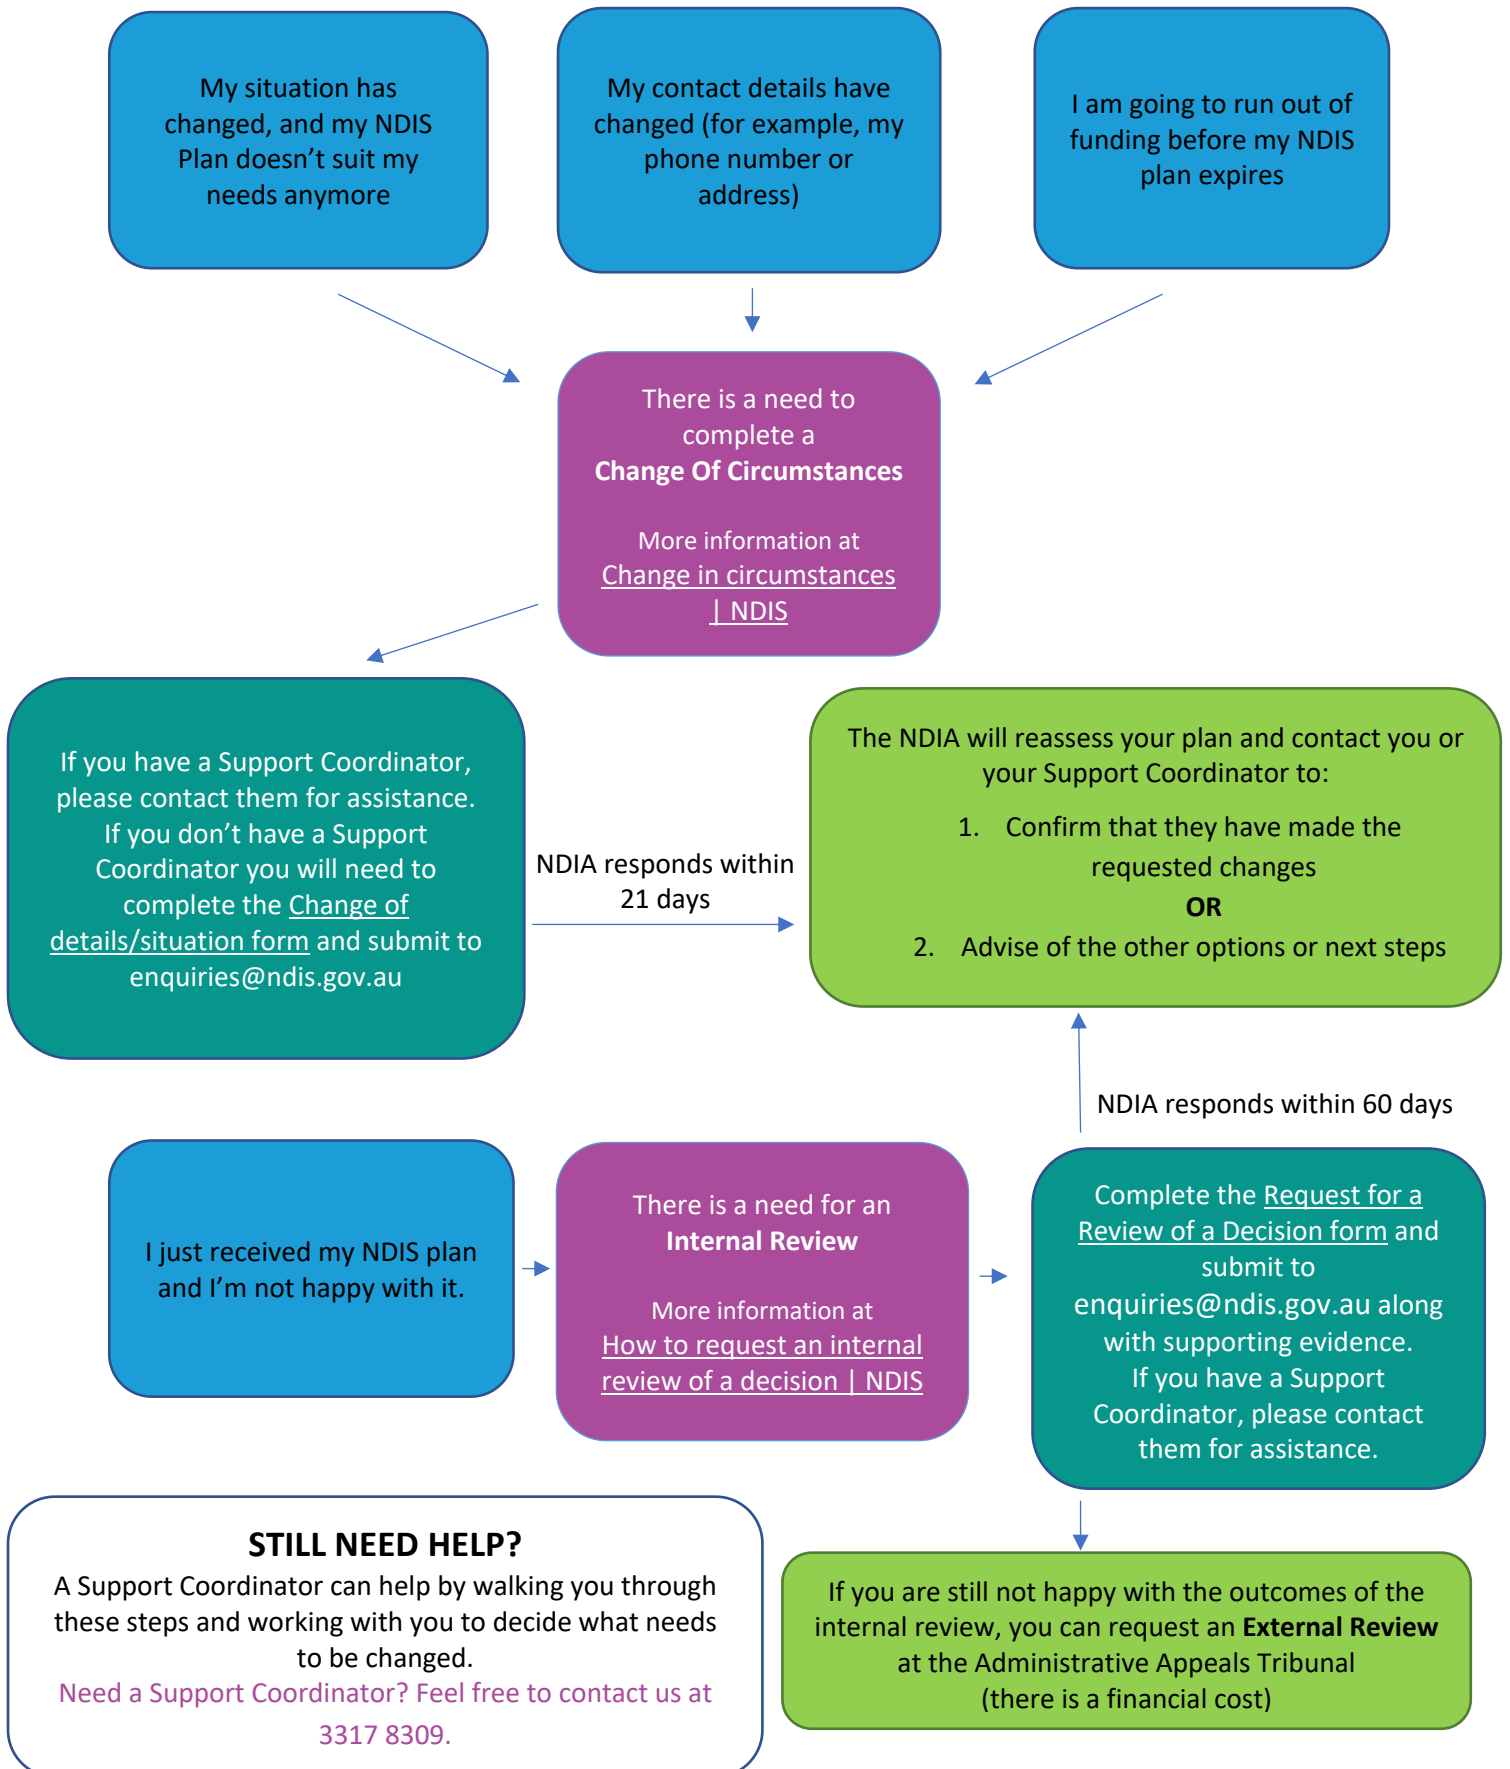 My situation has
changed, and my NDIS
Plan doesn’t suit my
needs anymore
My contact details have
changed (for example, my
phone number or
address)
I am going to run out of
funding before my NDIS
plan expires
There is a need to
complete a
Change Of Circumstances
More information at
Change in circumstances
| NDIS
If you have a Support Coordinator,
please contact them for assistance.
If you don’t have a Support
Coordinator you will need to
complete the Change of
details/situation form and submit to
enquiries@ndis.gov.au
NDIA responds within
21 days
The NDIA will reassess your plan and contact you or
your Support Coordinator to:
1. Confirm that they have made the
requested changes
OR
2. Advise of the other options or next steps
NDIA responds within 60 days
I just received my NDIS plan
and I’m not happy with it.
There is a need for an
Internal Review
More information at
How to request an internal
review of a decision | NDIS
Complete the Request for a
Review of a Decision form and
submit to
enquiries@ndis.gov.au along
with supporting evidence.
If you have a Support
Coordinator, please contact
them for assistance.
STILL NEED HELP?
A Support Coordinator can help by walking you through
these steps and working with you to decide what needs
to be changed.
Need a Support Coordinator? Feel free to contact us at
3317 8309.
If you are still not happy with the outcomes of the
internal review, you can request an External Review
at the Administrative Appeals Tribunal
(there is a financial cost)